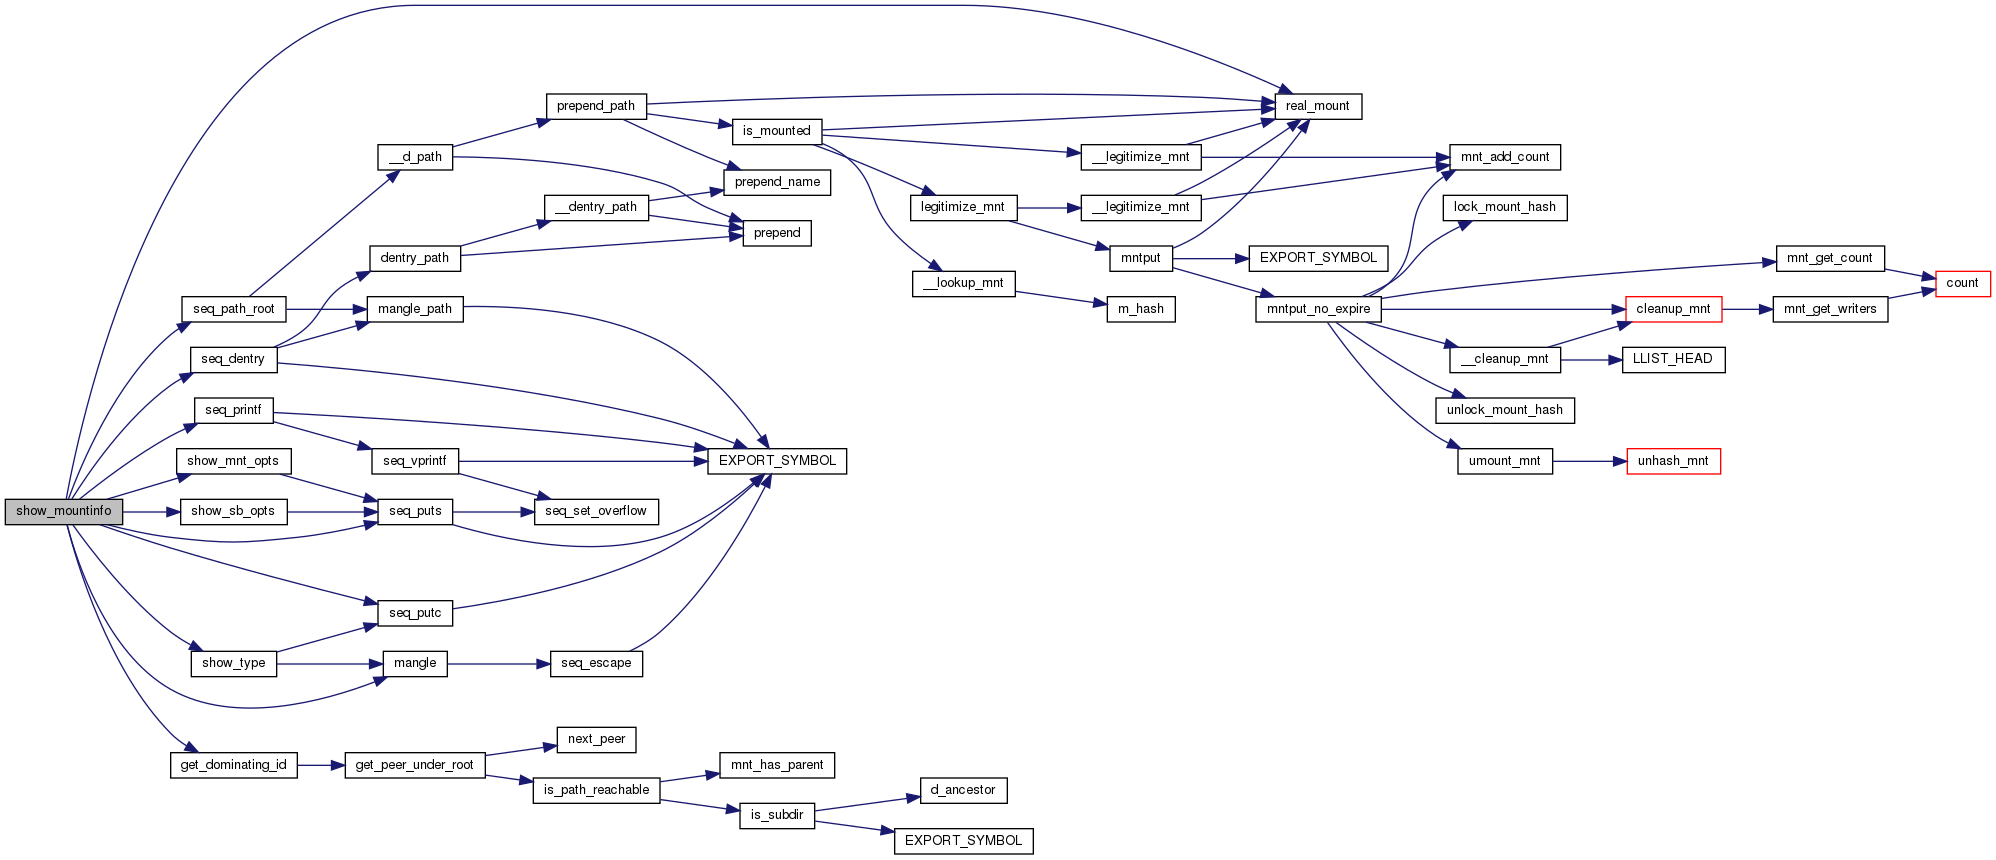 show_mountinfo
seq_path_root
seq_dentry
seq_printf
show_mnt_opts
show_sb_opts
show_type
get_dominating_id
__d_path
dentry_path
mangle_path
seq_vprintf
seq_puts
seq_putc
mangle
get_peer_under_root
prepend_path
__dentry_path
seq_set_overflow
seq_escape
next_peer
is_path_reachable
is_mounted
prepend_name
prepend
EXPORT_SYMBOL
mnt_has_parent
is_subdir
legitimize_mnt
__lookup_mnt
d_ancestor
EXPORT_SYMBOL
__legitimize_mnt
__legitimize_mnt
mntput
m_hash
real_mount
EXPORT_SYMBOL
mntput_no_expire
mnt_add_count
lock_mount_hash
__cleanup_mnt
unlock_mount_hash
umount_mnt
cleanup_mnt
LLIST_HEAD
unhash_mnt
mnt_get_count
mnt_get_writers
count